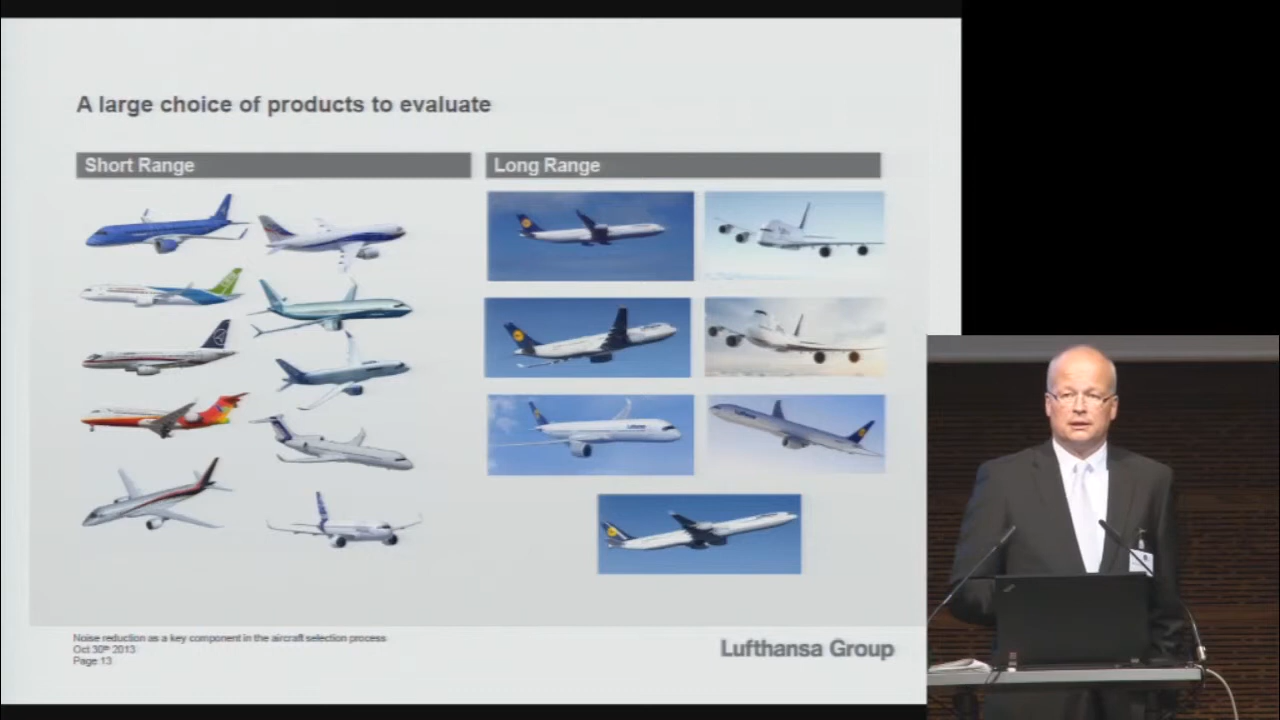 A large choice of products to evaluate
Short Range
Long Range
Noise reduction as a key component in the aircraft selection process
Oct 30th 2013
Page 13
Lufthansa Group